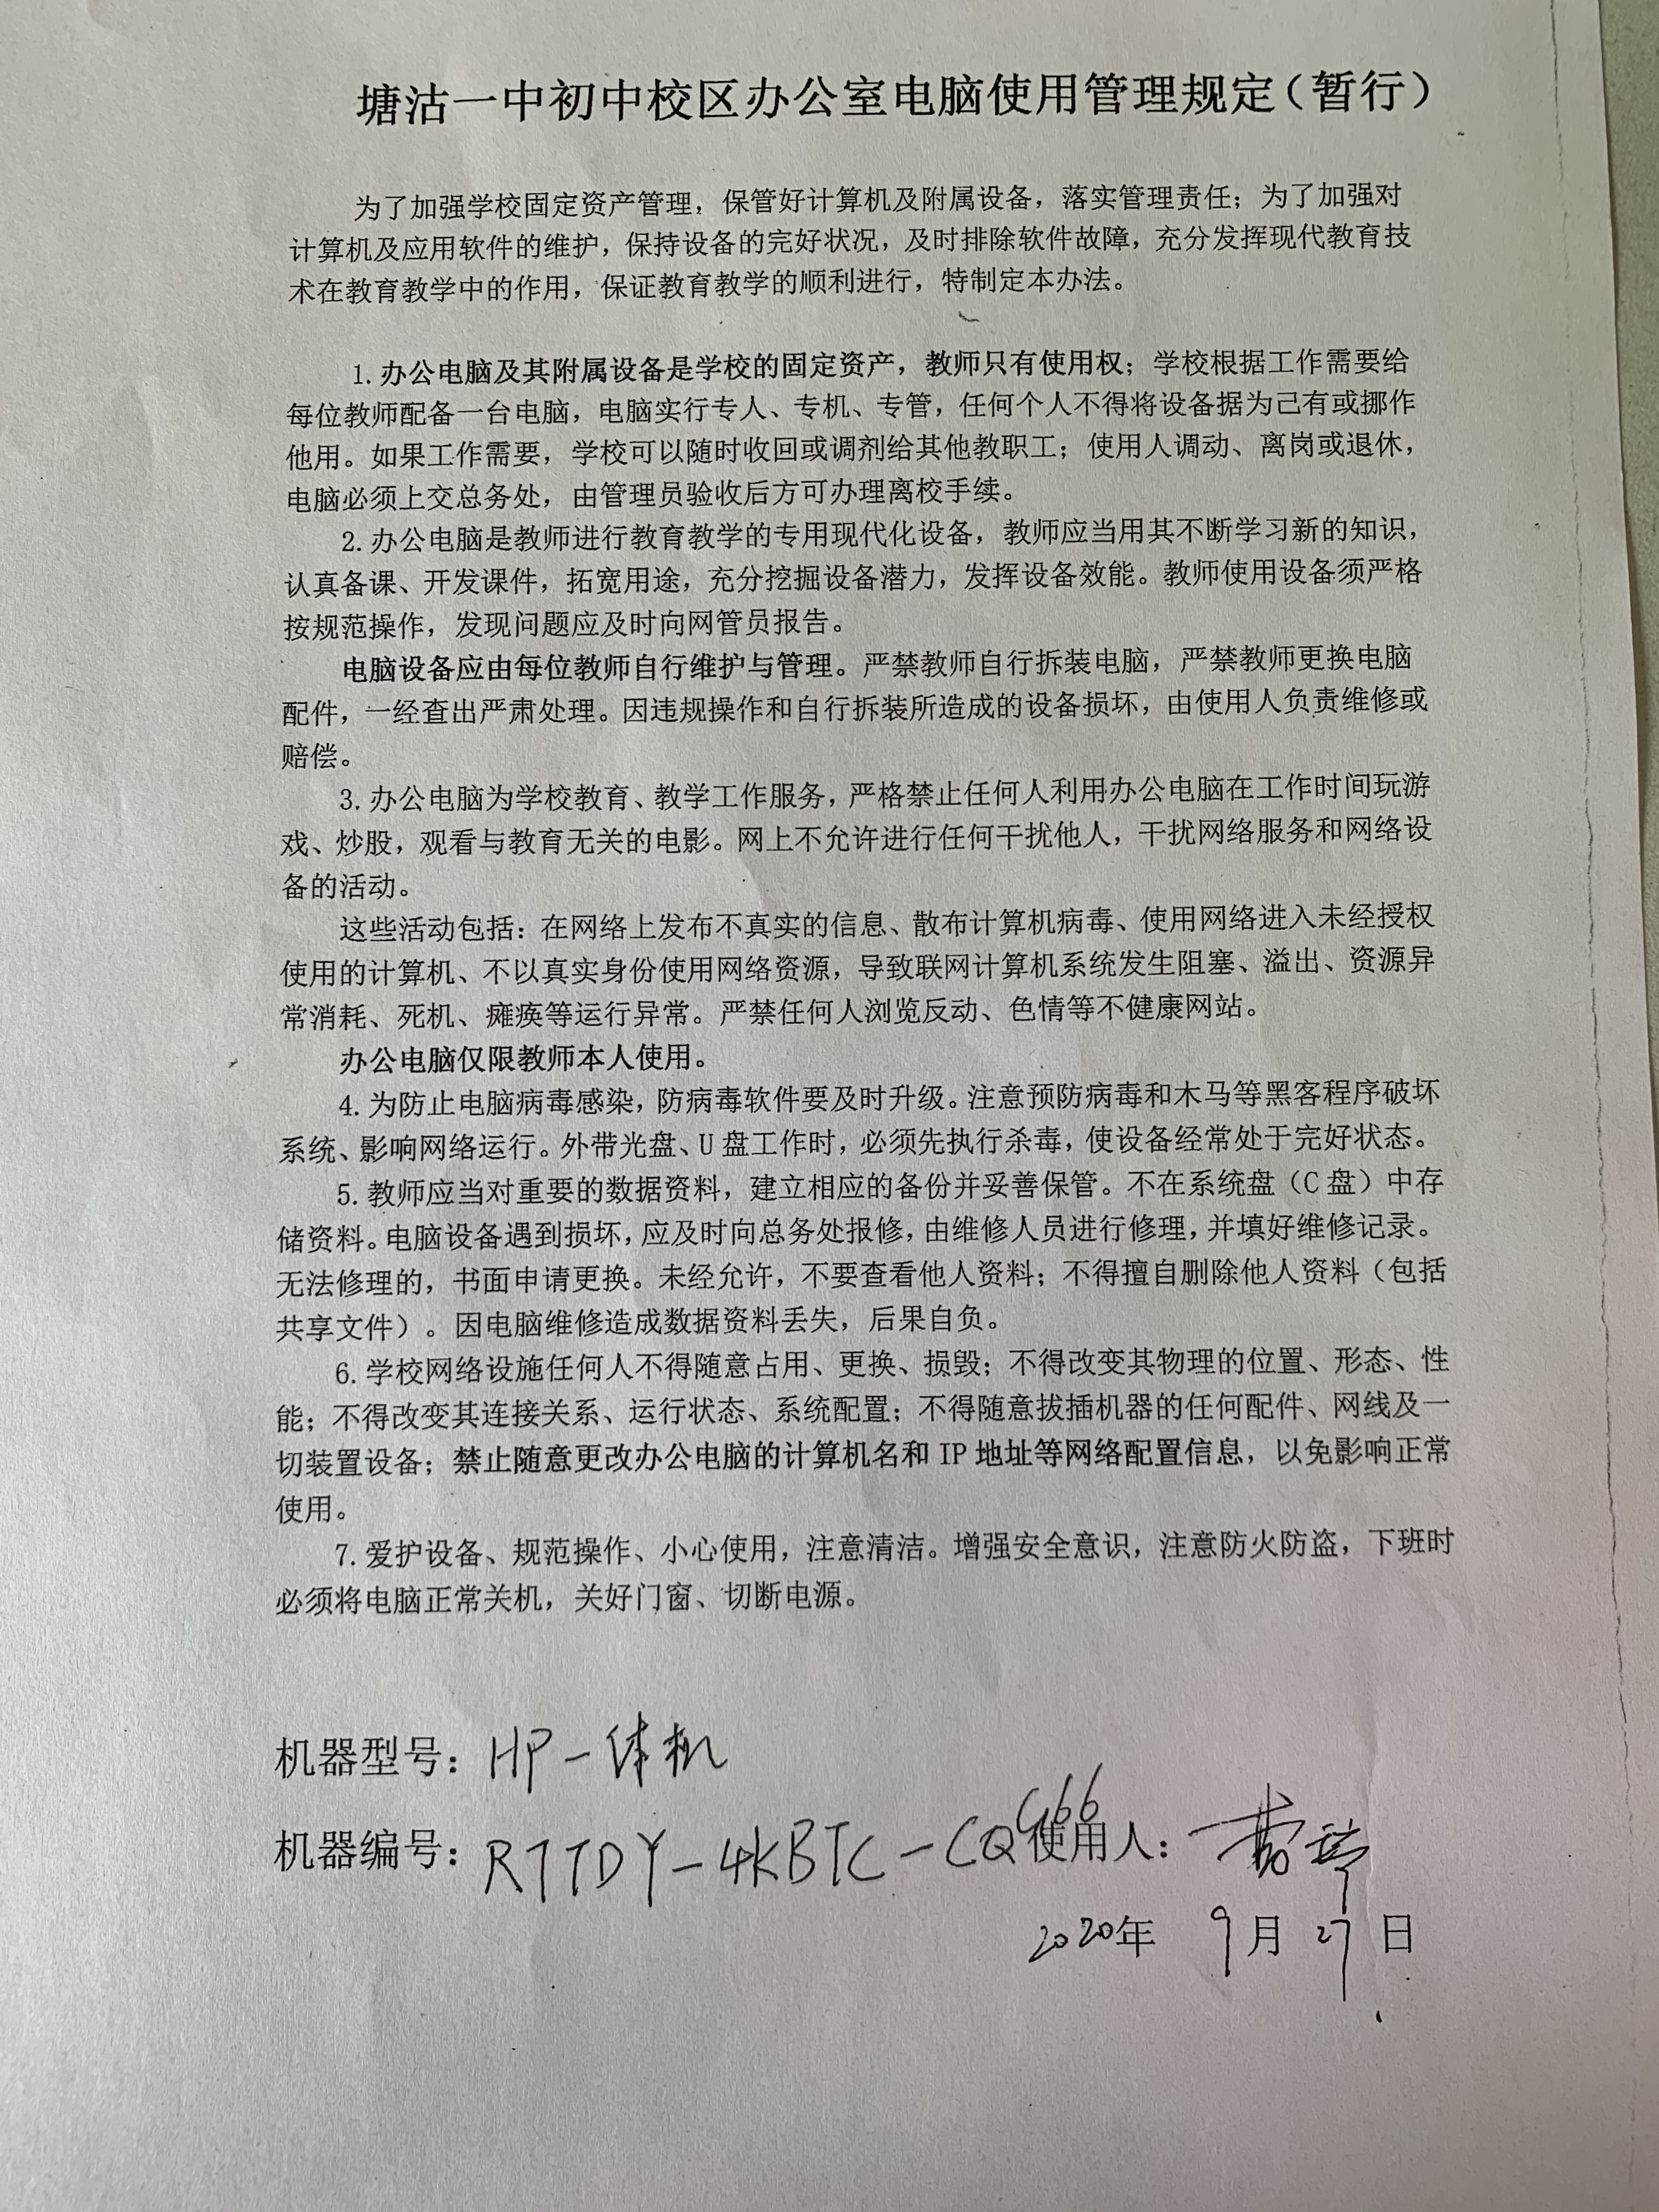 塘沽一中初中校区办公室电脑使用管理规定（暂行）
为了加强学校固定资产管理，保管好计算机及附属设备，落实管理责任；为了加强对
计算机及应用软件的维护，保持设备的完好状况，及时排除软件故障，充分发挥现代教育技
术在教育教学中的作用，保证教育教学的顺利进行，特制定本办法。
1.办公电脑及其附属设备是学校的固定资产，教师只有使用权；学校根据工作需要给
每位教师配备一台电脑，电脑实行专人、专机、专管，任何个人不得将设备据为己有或挪作
他用。如果工作需要，学校可以随时收回或调剂给其他教职工；使用人调动、离岗或退休，
电脑必须上交总务处，由管理员验收后方可办理离校手续。
2.办公电脑是教师进行教育教学的专用现代化设备，教师应当用其不断学习新的知识，
认真备课、开发课件，拓宽用途，充分挖掘设备潜力，发挥设备效能。教师使用设备须严格
按规范操作，发现问题应及时向网管员报告。
电脑设备应由每位教师自行维护与管理。严禁教师自行拆装电脑，严禁教师更换电脑
配件，一经查出严肃处理。因违规操作和自行拆装所造成的设备损坏，由使用人负责维修或
赔偿。
3.办公电脑为学校教育、教学工作服务，严格禁止任何人利用办公电脑在工作时间玩游
戏、炒股，观看与教育无关的电影。网上不允许进行任何干扰他人，干扰网络服务和网络设
备的活动。
这些活动包括：在网络上发布不真实的信息、散布计算机病毒、使用网络进入未经授权
使用的计算机、不以真实身份使用网络资源，导致联网计算机系统发生阻塞、溢出、资源异
常消耗、死机、瘫痪等运行异常。严禁任何人浏览反动、色情等不健康网站。
办公电脑仅限教师本人使用。
4.为防止电脑病毒感染，防病毒软件要及时升级。注意预防病毒和木马等黑客程序破坏
系统、影响网络运行。外带光盘、U盘工作时，必须先执行杀毒，使设备经常处于完好状态。
5.教师应当对重要的数据资料，建立相应的备份并妥善保管。不在系统盘（C盘）中存
储资料。电脑设备遇到损坏，应及时向总务处报修，由维修人员进行修理，并填好维修记录。
无法修理的，书面申请更换。未经允许，不要查看他人资料；不得擅自删除他人资料（包括
共享文件）。因电脑维修造成数据资料丢失，后果自负。
6.学校网络设施任何人不得随意占用、更换、损毁；不得改变其物理的位置、形态、性
能；不得改变其连接关系、运行状态、系统配置；不得随意拔插机器的任何配件、网线及一
切装置设备；禁止随意更改办公电脑的计算机名和IP地址等网络配置信息，以免影响正常
使用。
7.爱护设备、规范操作、小心使用，注意清洁。增强安全意识，注意防火防盗，下班时
必须将电脑正常关机，关好门窗、切断电源。
机器型号：HP一体机
机器编号：R7TDY-4KBTC-CQ 使用人：
2020年 9月27日